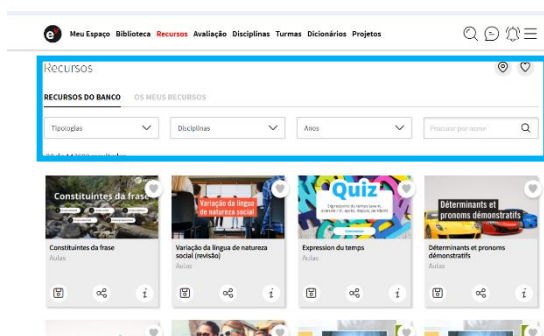 Meu Espaço Biblioteca Recursos Avaliação Disciplinas Turmas Dicionários Projetos
Recursos
RECURSOS DO BANCO OS MEUS RECURSOS
Tipologias Disciplinas Anos Procurar por nome
Constituintes da frase
Variação da língua
de natureza social
Quiz
Expression du temps
Déterminants et
pronoms démonstratifs
Constituintes da frase
Aulas
Variação da língua de natureza
social (revisão)
Aulas
Expression du temps
Aulas
Déterminants et pronoms
démonstratifs
Aulas